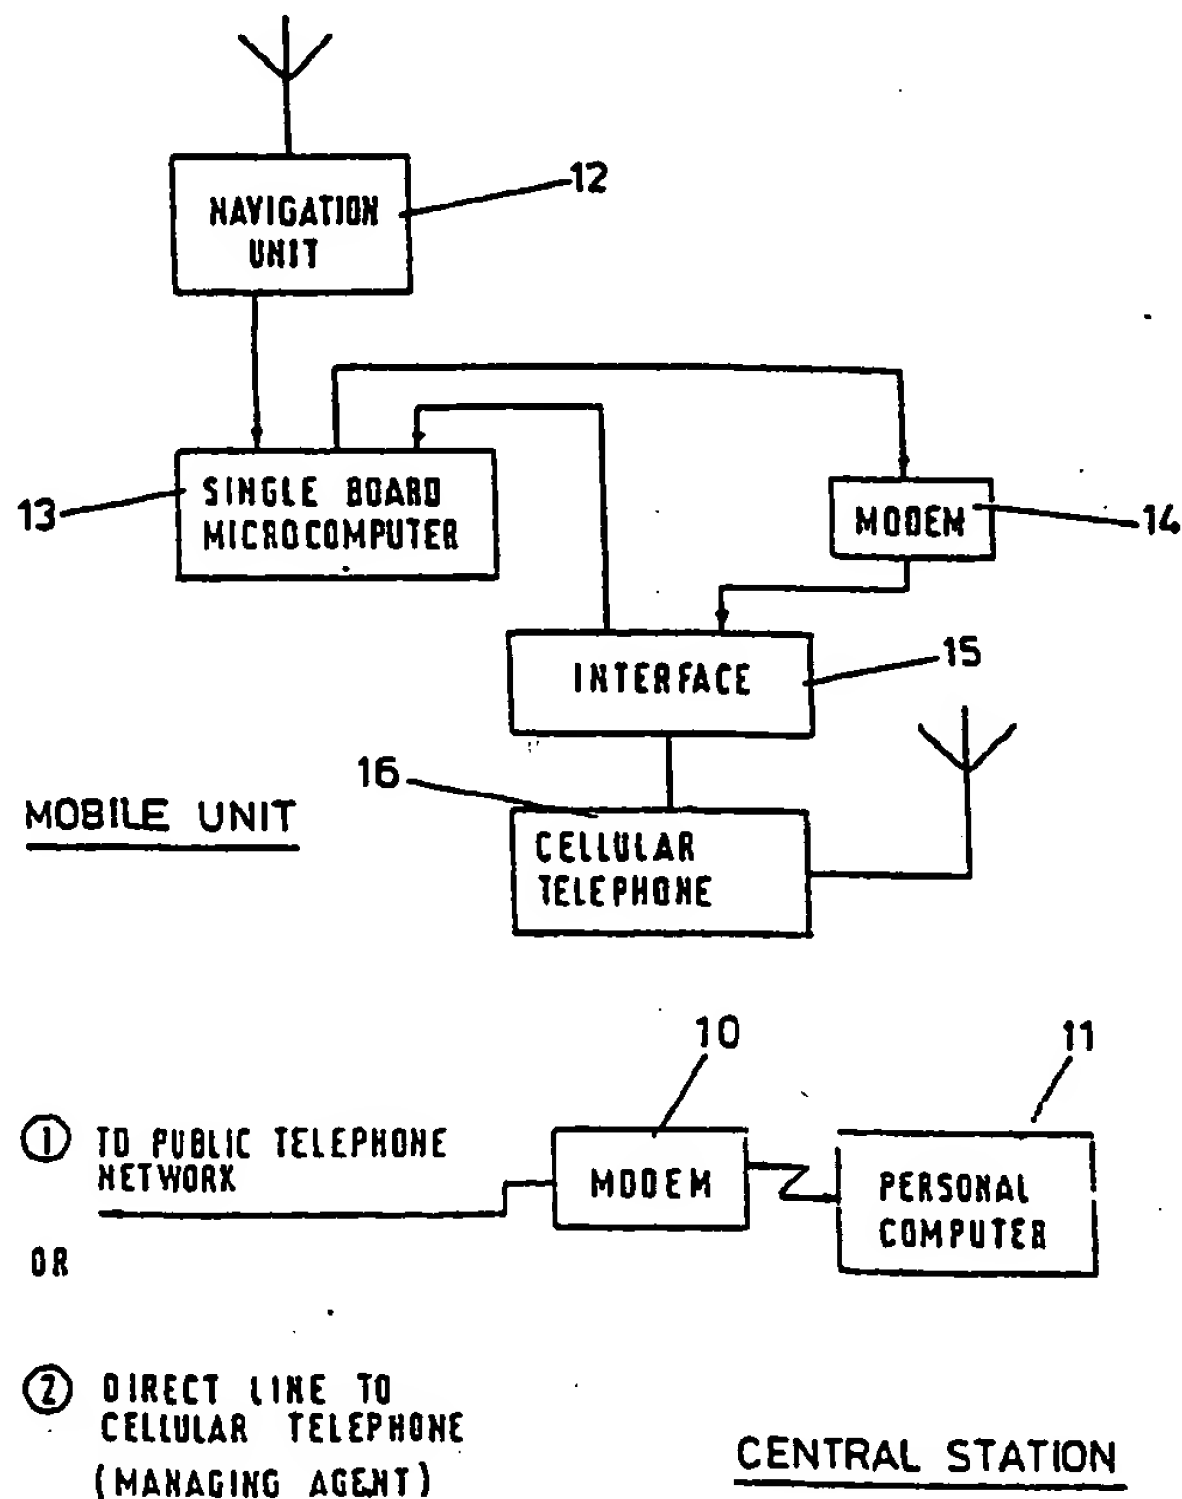 12
NAVIGATION
UNIT
13
SINGLE BOARD
MICROCOMPUTER
MODEM
14
INTERFACE
15
16
MOBILE UNIT
CELLULAR
TELEPHONE
10
11
1 TO PUBLIC TELEPHONE
NETWORK
MODEM
PERSONAL
COMPUTER
OR
2 DIRECT LINE TO
CELLULAR TELEPHONE
(MANAGING AGENT)
CENTRAL STATION